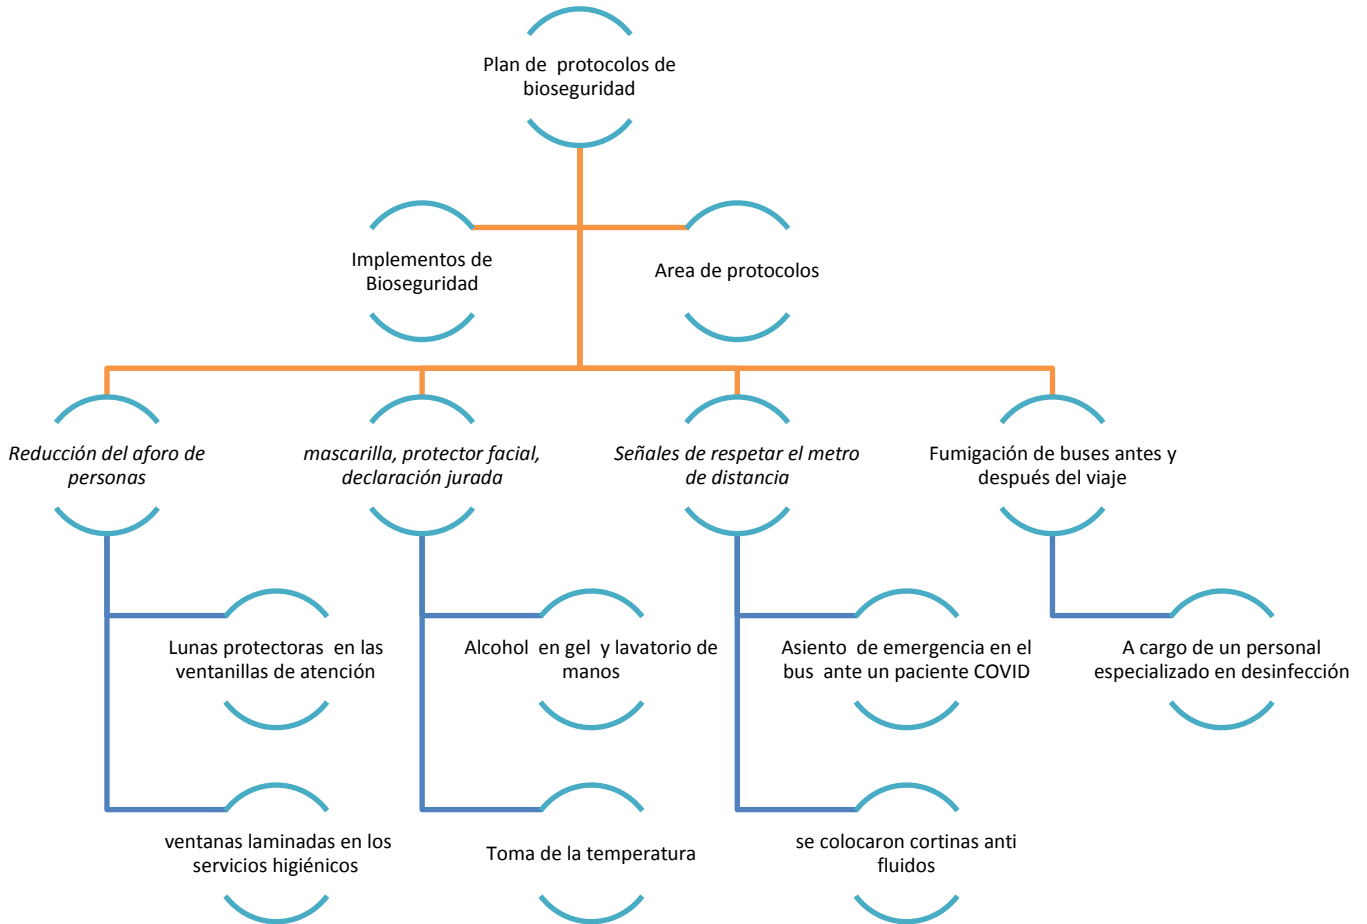 Plan de protocolos de
bioseguridad
Implementos de
Bioseguridad
Area de protocolos
Reducción del aforo de
personas
mascarilla, protector facial,
declaración jurada
Señales de respetar el metro
de distancia
Fumigación de buses antes y
después del viaje
Lunas protectoras en las
ventanillas de atención
Alcohol en gel y lavatorio de
manos
Asiento de emergencia en el
bus ante un paciente COVID
A cargo de un personal
especializado en desinfección
ventanas laminadas en los
servicios higiénicos
Toma de la temperatura
se colocaron cortinas anti
fluidos